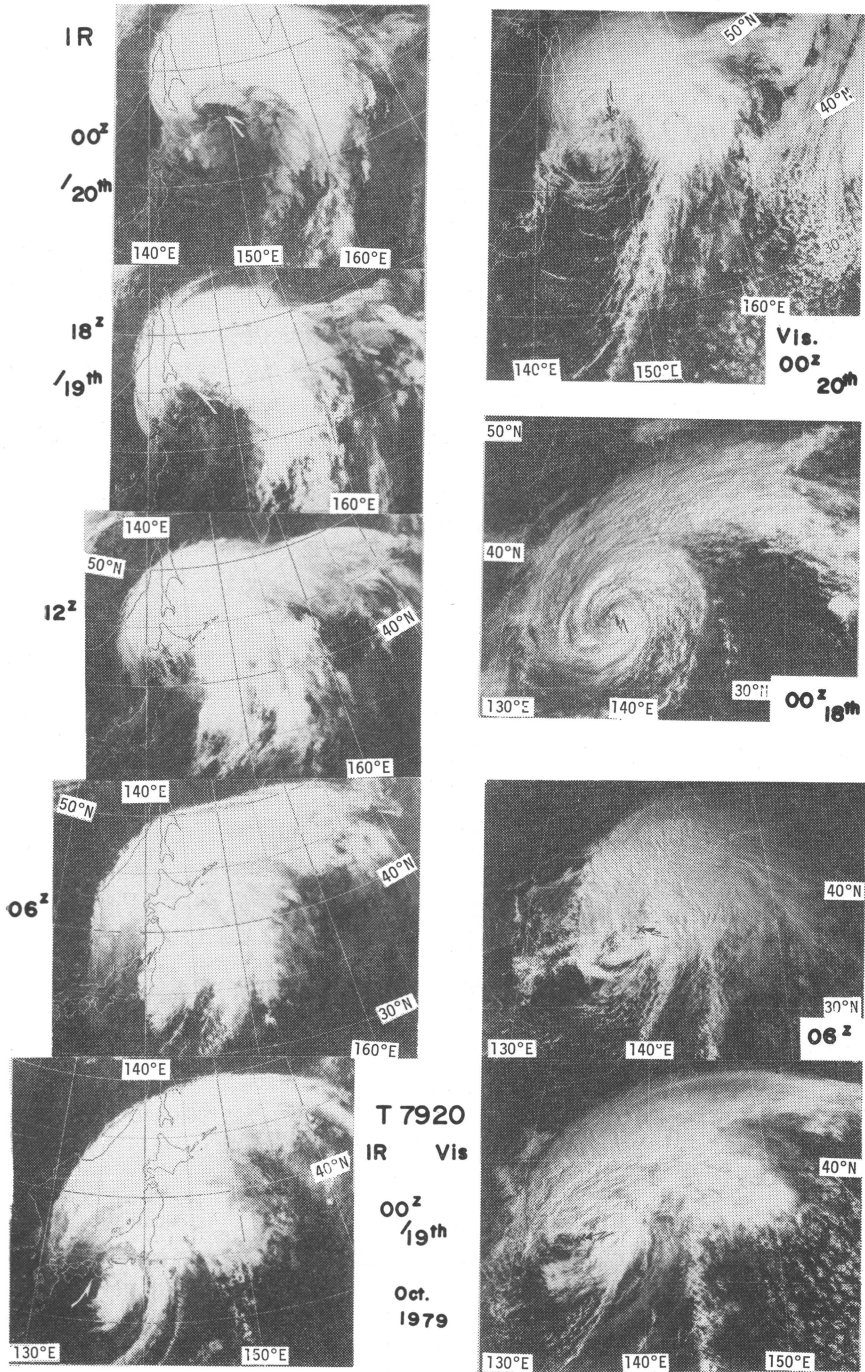 IR
00ᶻ
/20ᵗʰ
140°E 150°E 160°E
18ᶻ
/19ᵗʰ
160°E
140°E
50°N
12ᶻ
40°N
160°E
140°E
50°N
06ᶻ
40°N
30°N
160°E
140°E
40°N
130°E 150°E
T 7920
IR Vis
00ᶻ
/19ᵗʰ
Oct.
1979
50°N
40°N
30°N
160°E
140°E 150°E
Vis.
00ᶻ
20ᵗʰ
50°N
40°N
130°E 140°E 30°N
00ᶻ
18ᵗʰ
40°N
30°N
130°E 140°E
06ᶻ
40°N
130°E 140°E 150°E